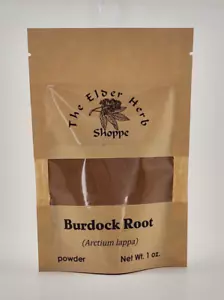 The Elder Herb
Shoppe
Burdock Root
(Arctium lappa)
powder Net Wt. 1 oz.